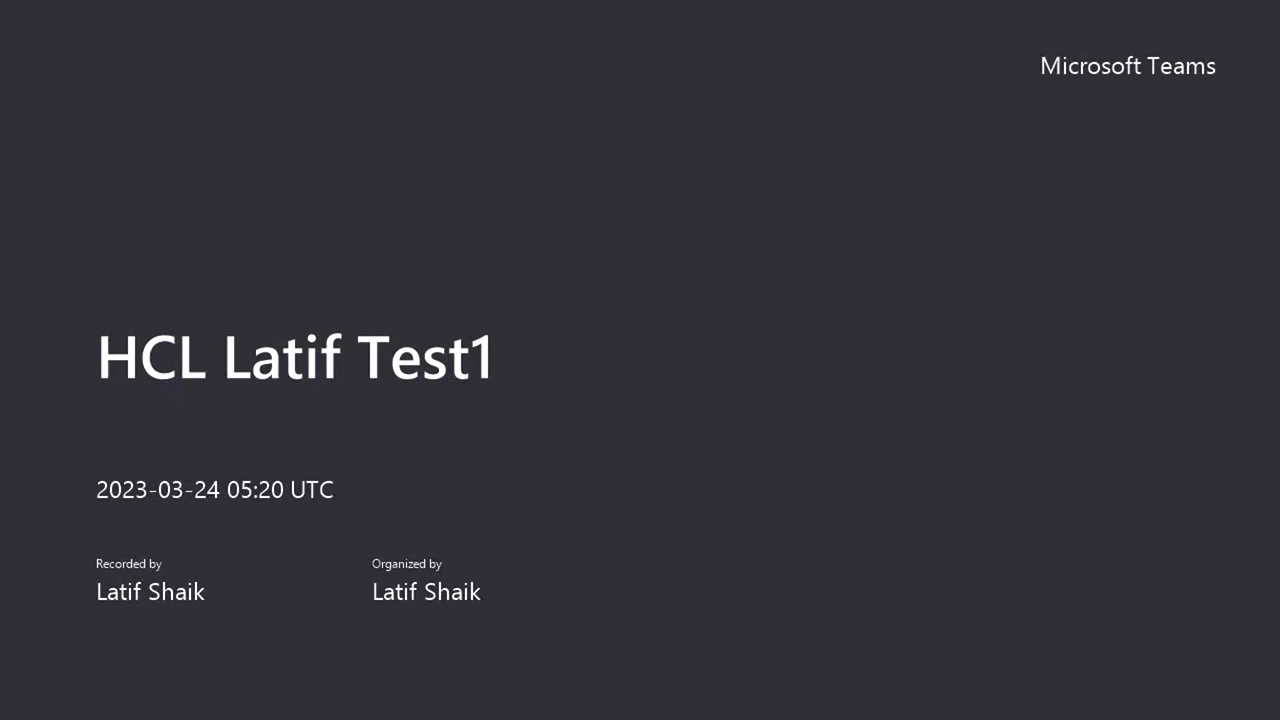 Microsoft Teams
HCL Latif Test1
2023-03-24 05:20 UTC
Recorded by
Latif Shaik
Organized by
Latif Shaik